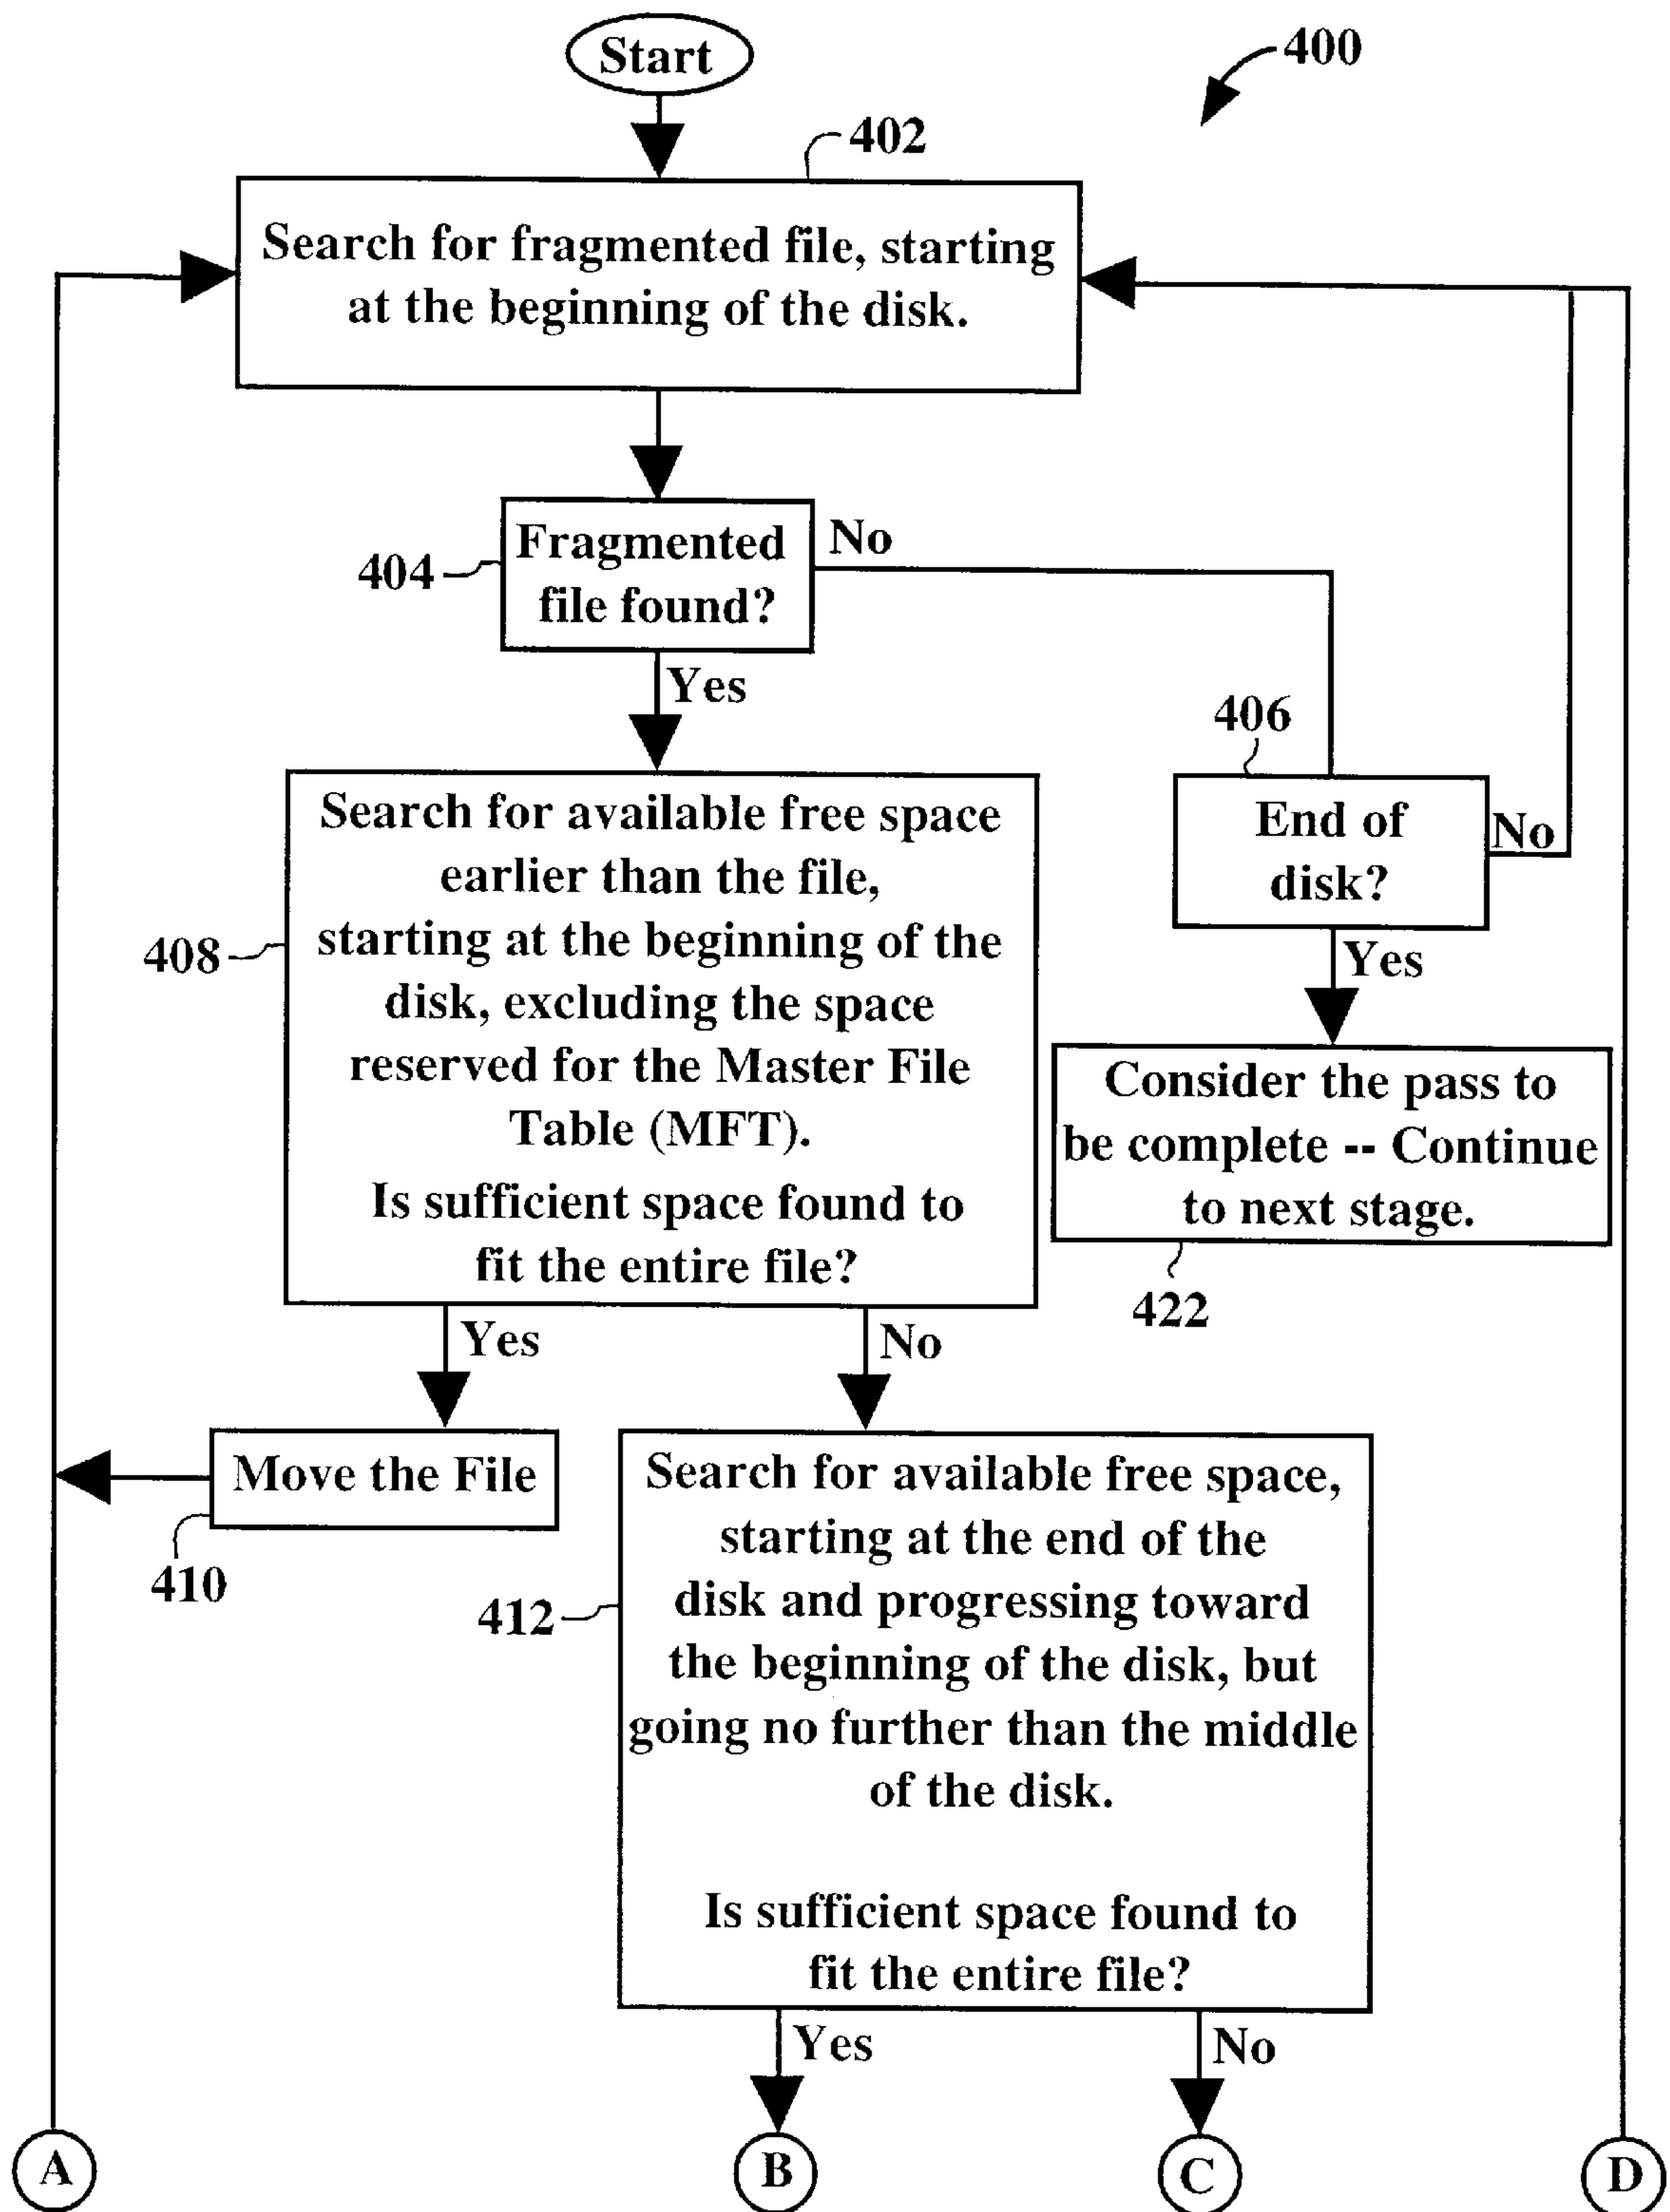 Start
400
402
Search for fragmented file, starting
at the beginning of the disk.
404
Fragmented
file found?
No
Yes
406
End of
disk?
No
Yes
408
Search for available free space
earlier than the file,
starting at the beginning of the
disk, excluding the space
reserved for the Master File
Table (MFT).
Is sufficient space found to
fit the entire file?
Consider the pass to
be complete -- Continue
to next stage.
422
Yes
No
Move the File
410
412
Search for available free space,
starting at the end of the
disk and progressing toward
the beginning of the disk, but
going no further than the middle
of the disk.
Is sufficient space found to
fit the entire file?
Yes
No
A
B
C
D